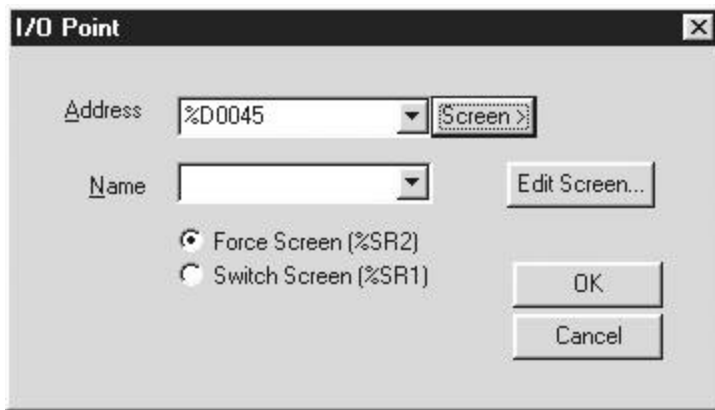 I/O Point
Address %D0045 Screen >
Name Edit Screen...
Force Screen (%SR2)
Switch Screen (%SR1)
OK
Cancel